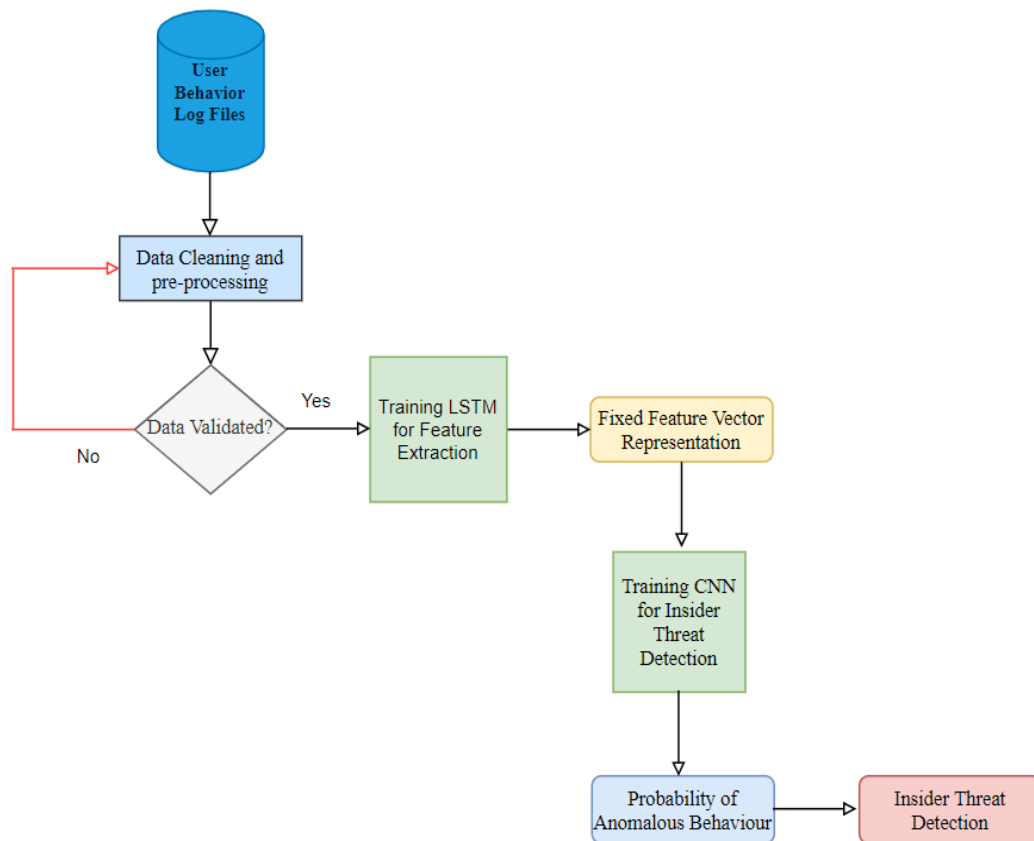 User
Behavior
Log Files
Data Cleaning and
pre-processing
Data Validated?
Yes
No
Training LSTM
for Feature
Extraction
Fixed Feature Vector
Representation
Training CNN
for Insider
Threat
Detection
Probability of
Anomalous Behaviour
Insider Threat
Detection